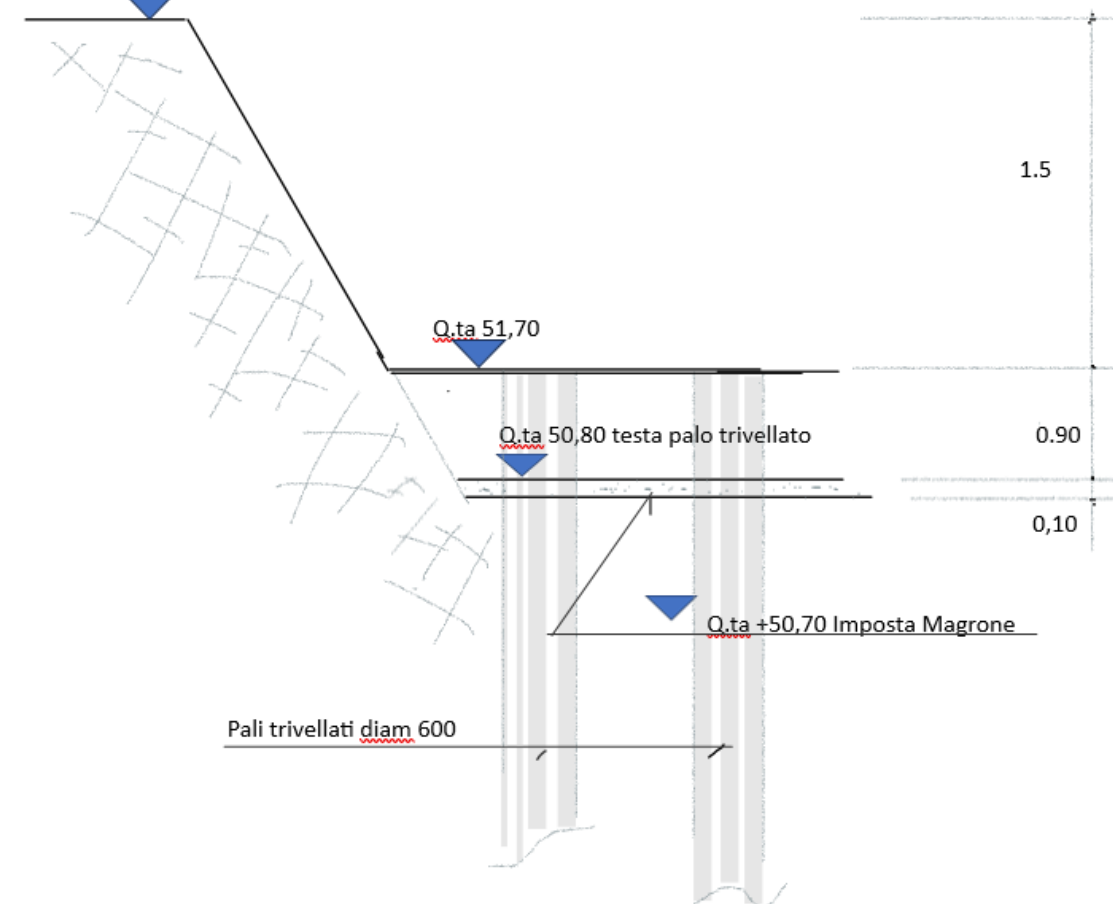 1.5
Q.ta 51,70
Q.ta 50,80 testa palo trivellato
0.90
0,10
Q.ta +50,70 Imposta Magrone
Pali trivellati diam 600